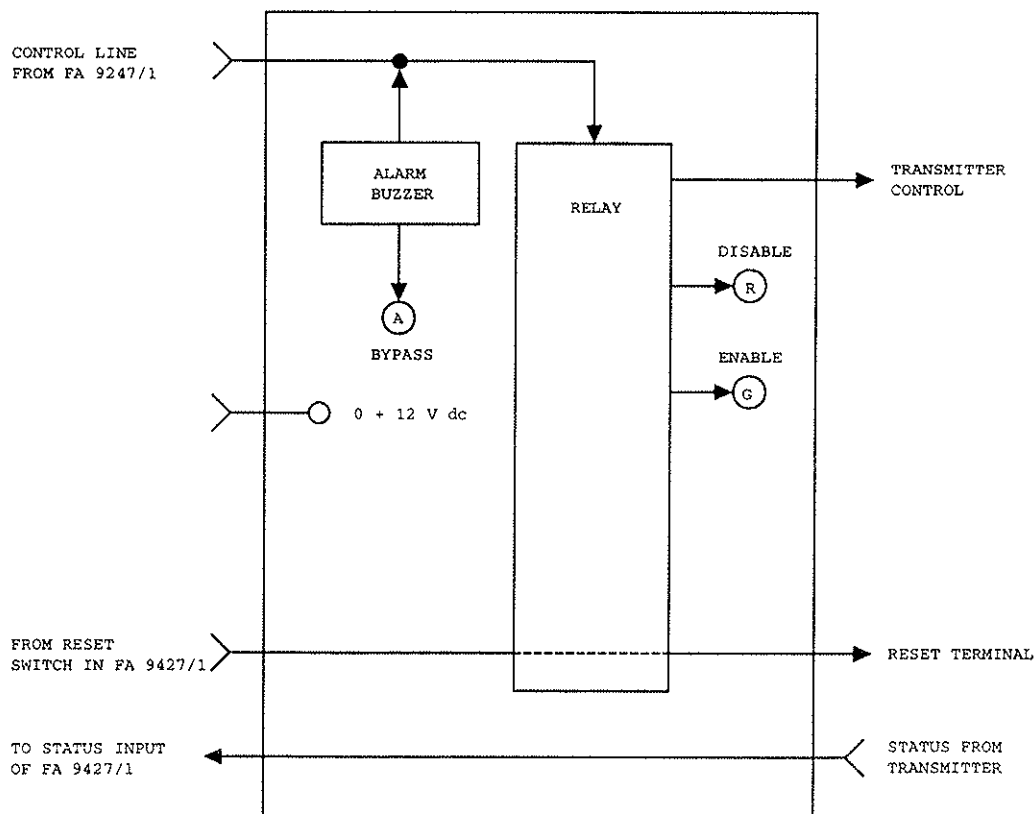 CONTROL LINE
FROM FA 9247/1
ALARM
BUZZER
RELAY
TRANSMITTER
CONTROL
DISABLE
R
A
BYPASS
ENABLE
G
0 + 12 V dc
FROM RESET
SWITCH IN FA 9427/1
RESET TERMINAL
TO STATUS INPUT
OF FA 9427/1
STATUS FROM
TRANSMITTER